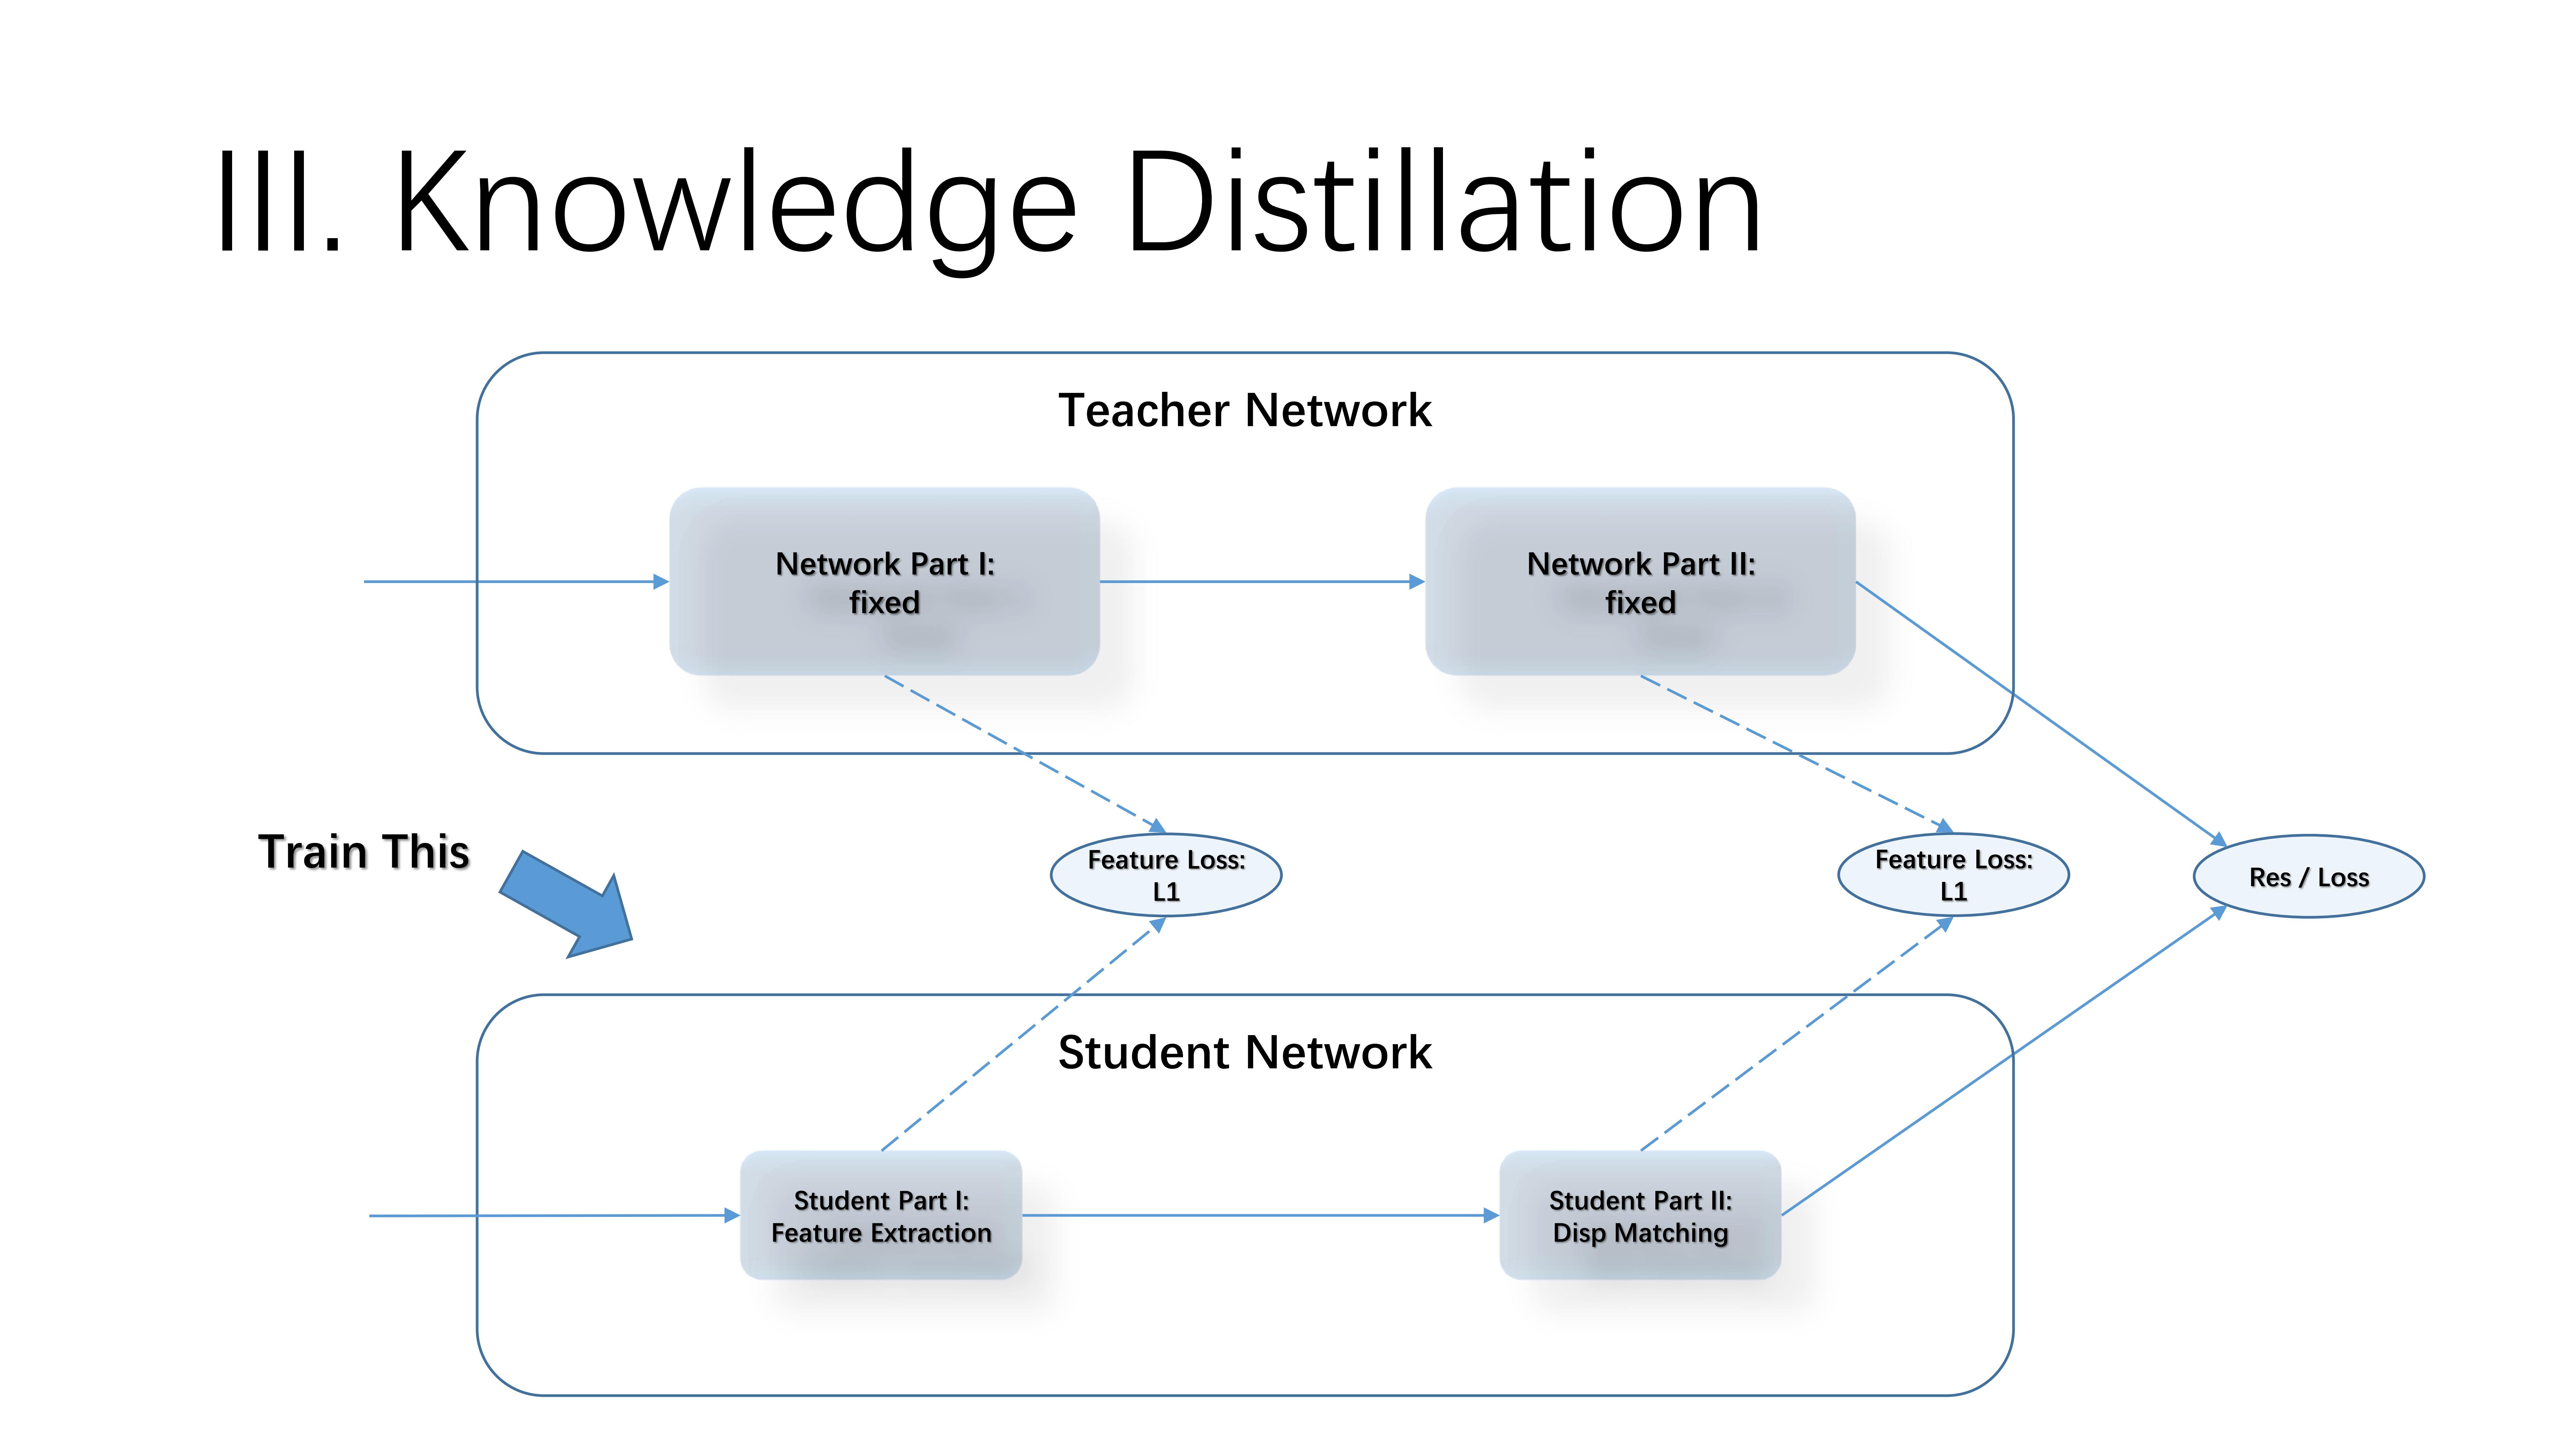 III. Knowledge Distillation
Teacher Network
Network Part I:
fixed
Network Part II:
fixed
Train This
Feature Loss:
L1
Feature Loss:
L1
Res / Loss
Student Network
Student Part I:
Feature Extraction
Student Part II:
Disp Matching